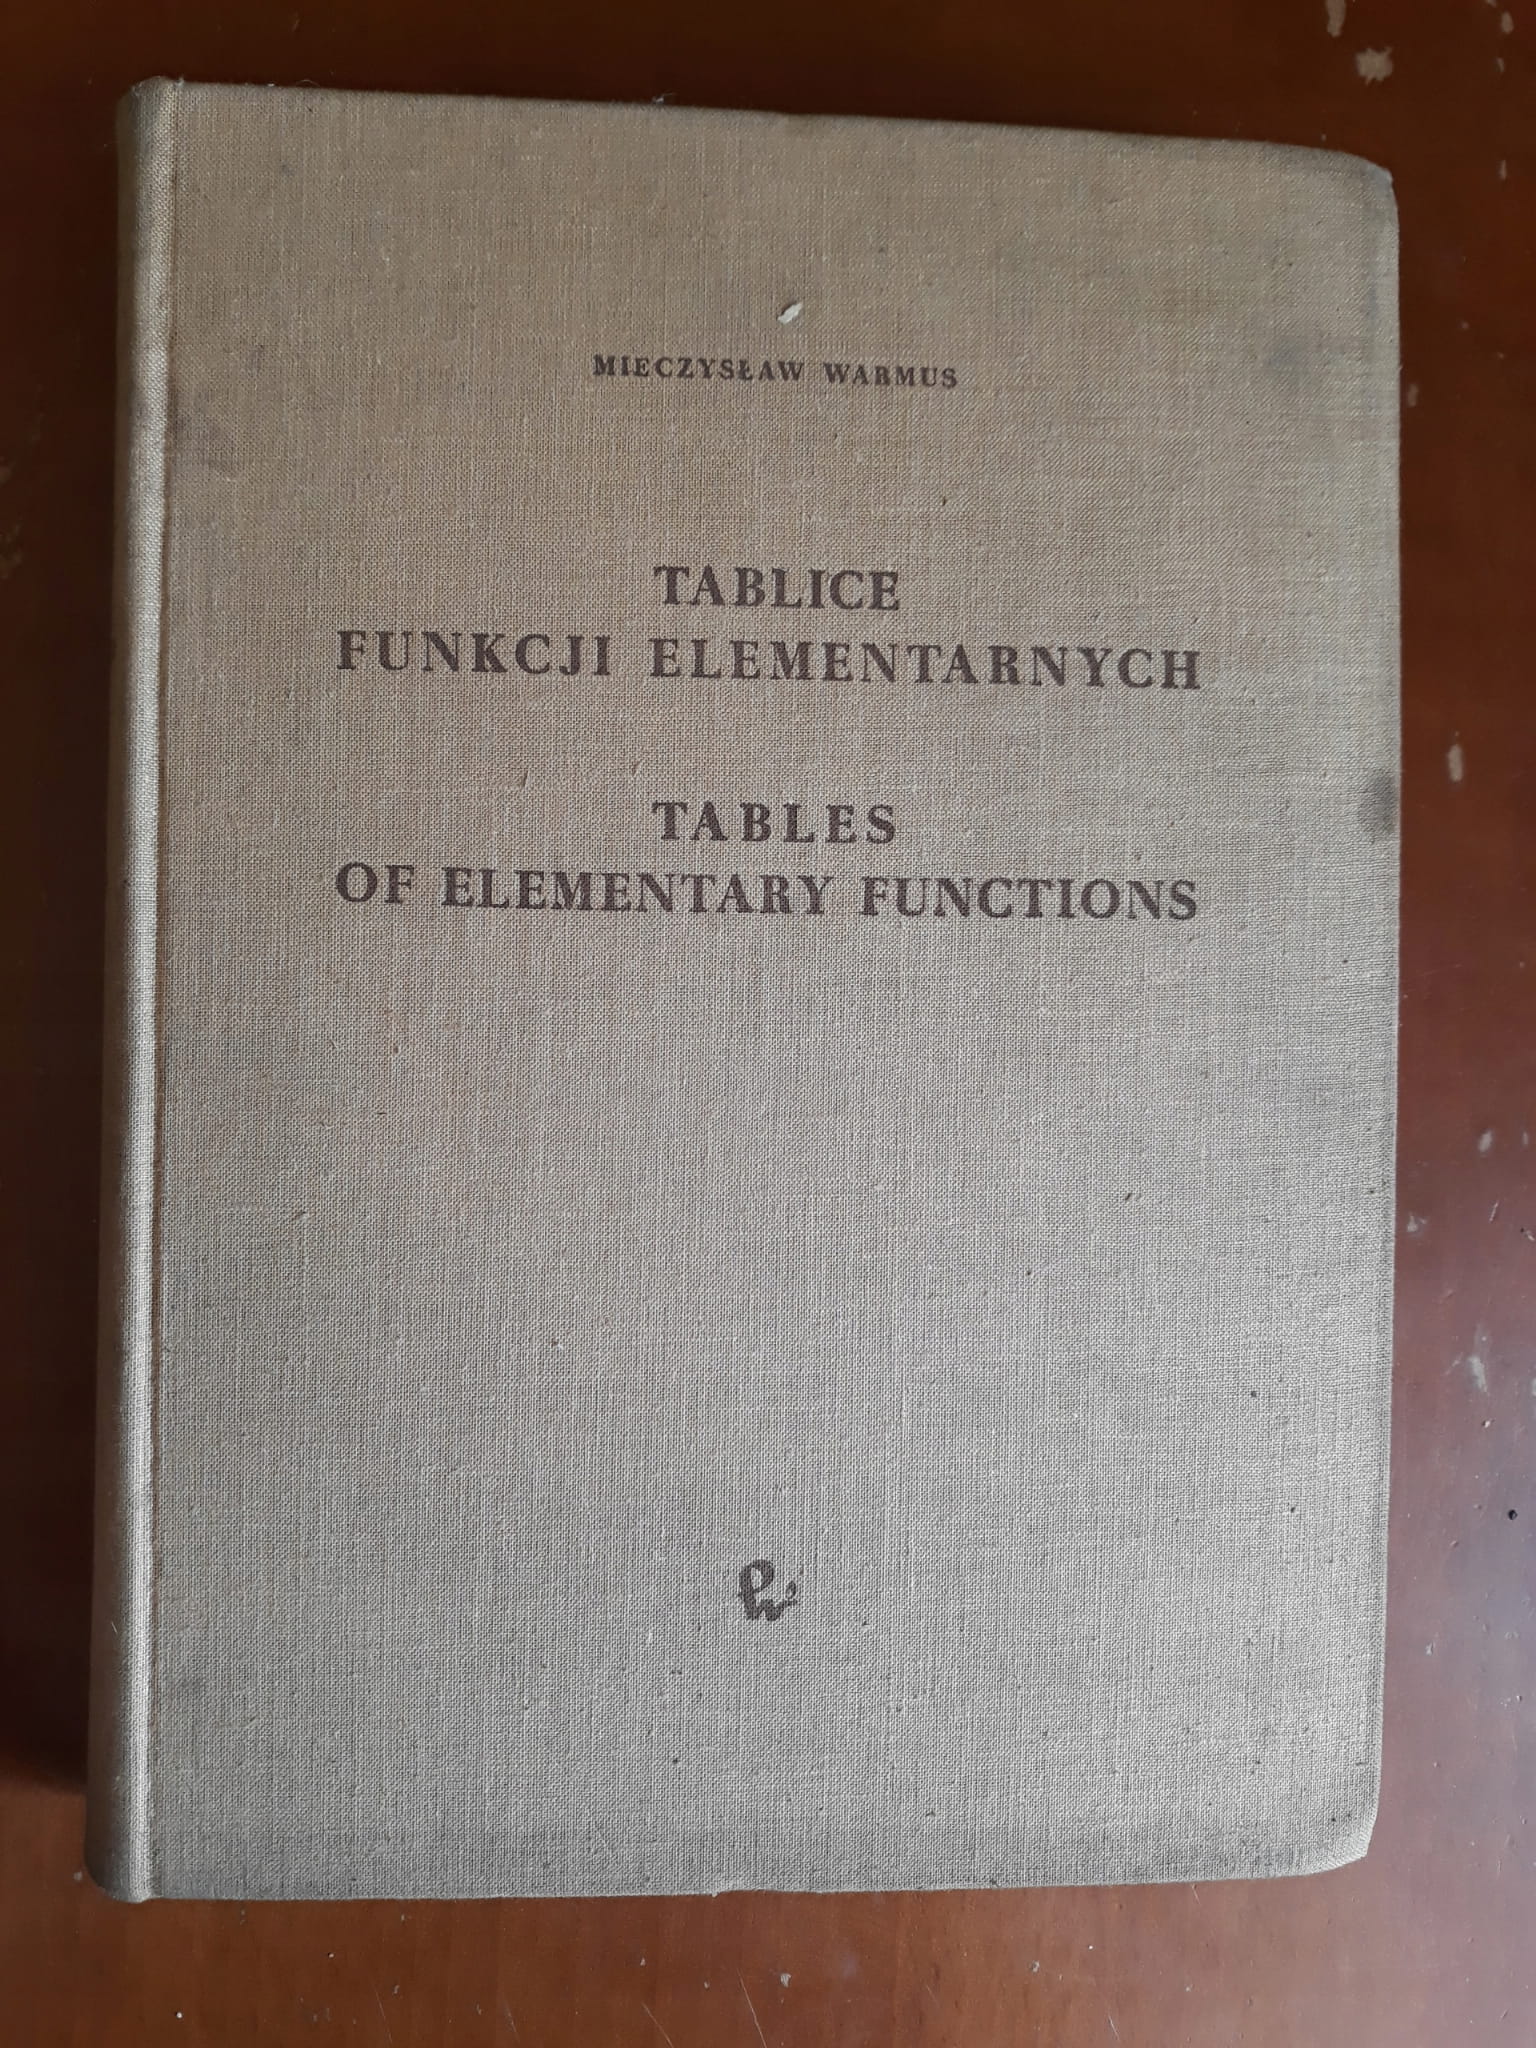 MIECZYSŁAW WARMUS
TABLICE
FUNKCJI ELEMENTARNYCH
TABLES
OF ELEMENTARY FUNCTIONS